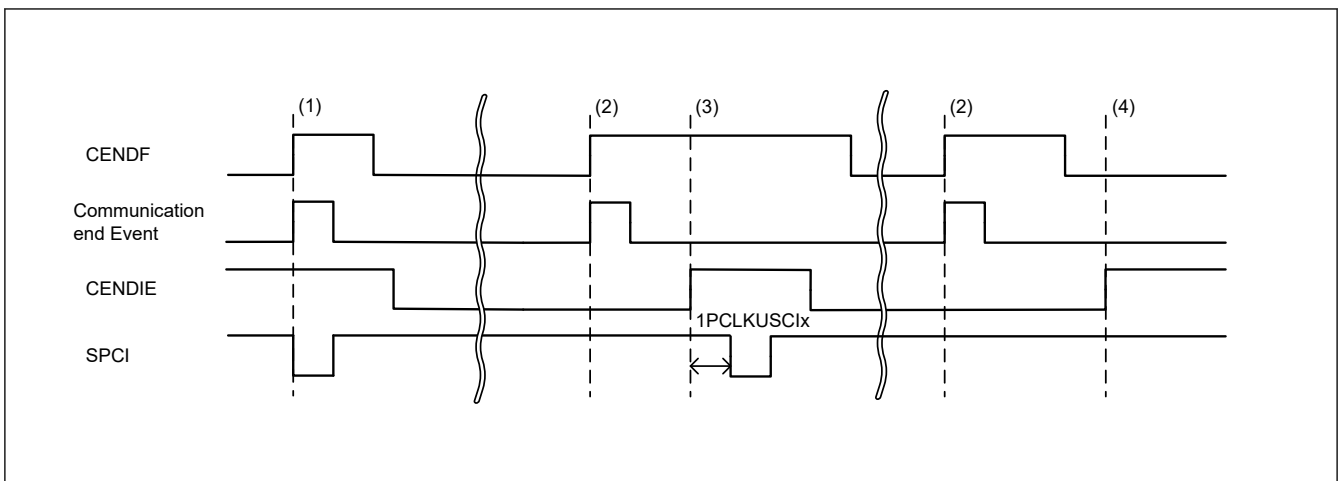 (1)
(2)
(3)
(2)
(4)
CENDF
Communication
end Event
CENDIE
1PCLKUSCIx
SPCI